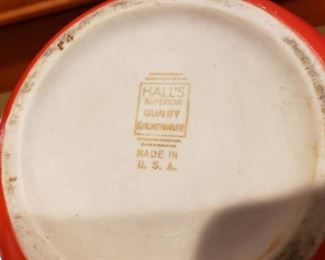 HALL'S
SUPERIOR
QUALITY
KITCHENWARE
MADE IN
U. S. A.